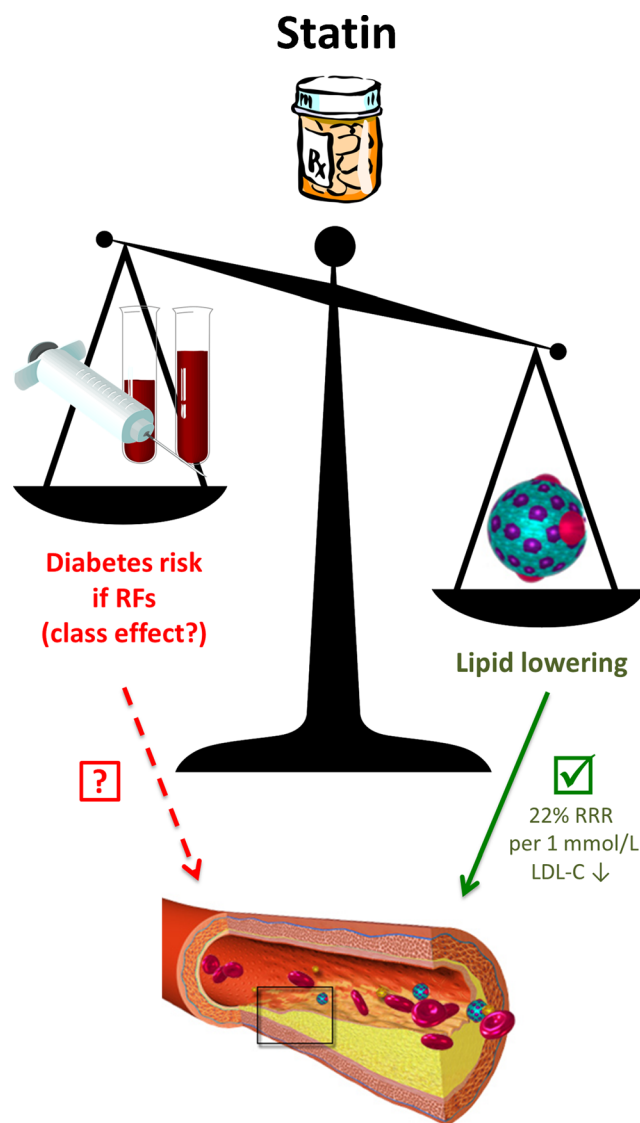 Statin
Rx
Diabetes risk
if RFs
(class effect?)
Lipid lowering
?
22% RRR
per 1 mmol/L
LDL-C ↓